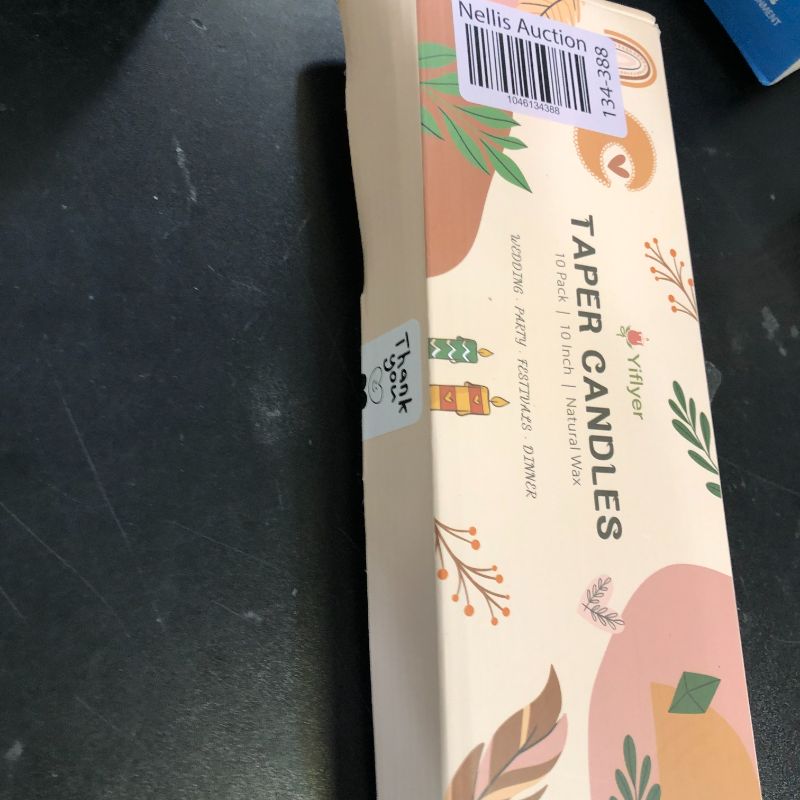 Nellis Auction
1046134388
134-388
Yiflyer
TAPER CANDLES
10 Pack | 10 Inch | Natural Wax
WEDDING · PARTY · FESTIVALS · DINNER
Thank
you